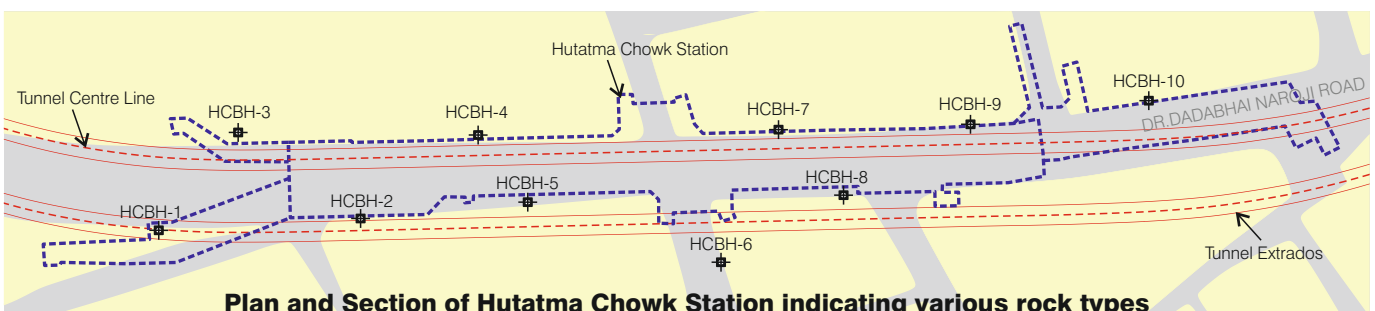 Hutatma Chowk Station
Tunnel Centre Line
HCBH-3
HCBH-4
HCBH-7
HCBH-9
HCBH-10
DR.DADABHAI NAROJI ROAD
HCBH-1
HCBH-2
HCBH-5
HCBH-8
HCBH-6
Tunnel Extrados
Plan and Section of Hutatma Chowk Station indicating various rock types